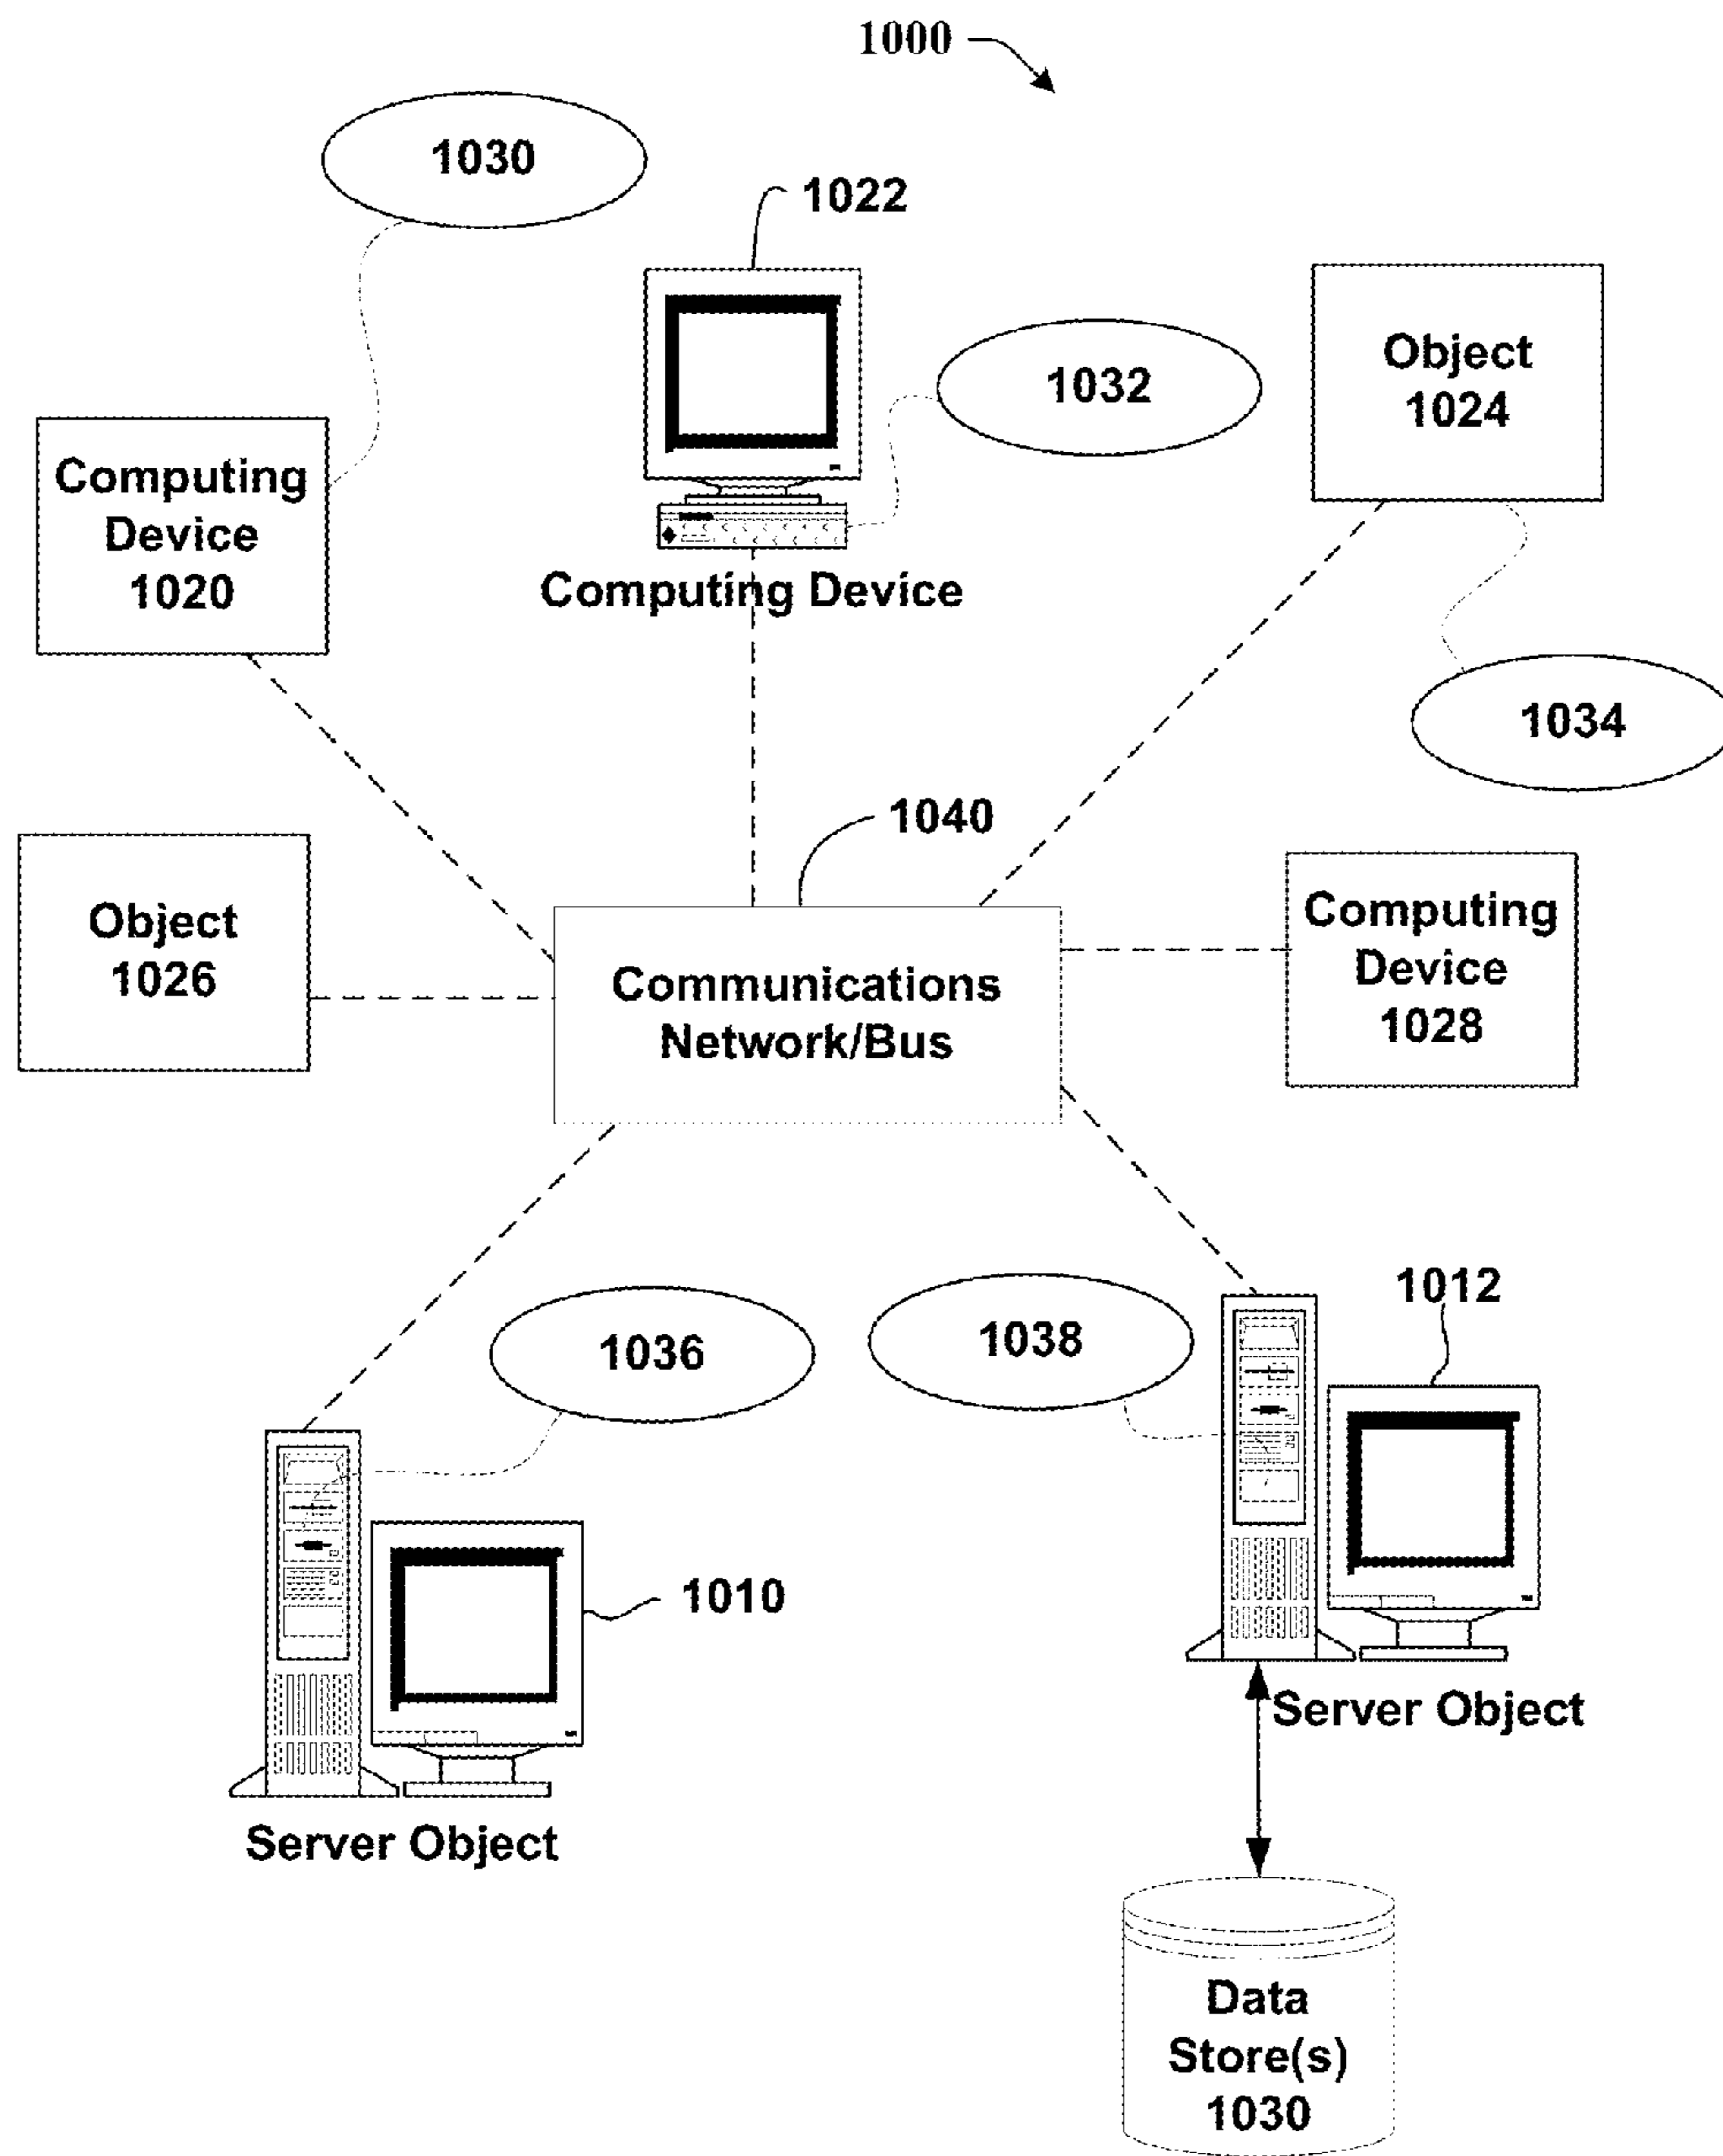 1000
1030
1022
Object
1024
1032
Computing
Device
1020
Computing Device
1034
1040
Object
1026
Communications
Network/Bus
Computing
Device
1028
1036
1038
1012
1010
Server Object
Server Object
Data
Store(s)
1030